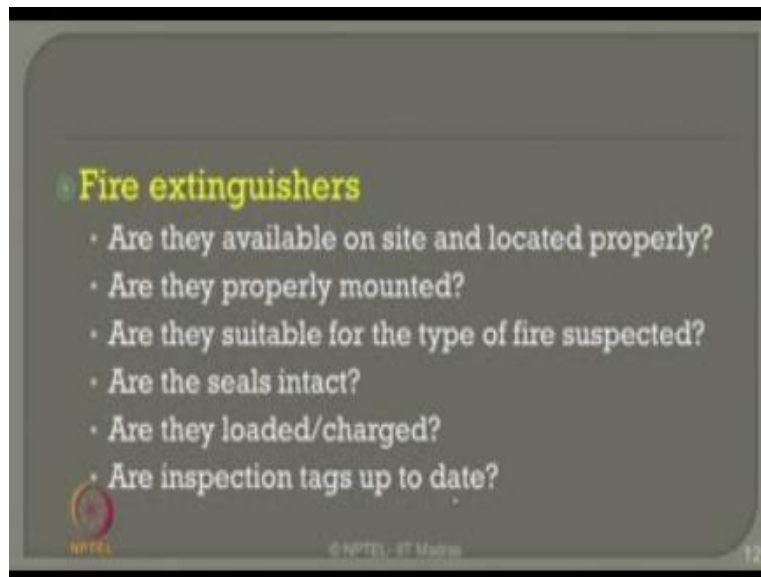 Fire extinguishers
· Are they available on site and located properly?
· Are they properly mounted?
· Are they suitable for the type of fire suspected?
· Are the seals intact?
· Are they loaded/charged?
· Are inspection tags up to date?
NPTEL
© NPTEL- IIT Madras